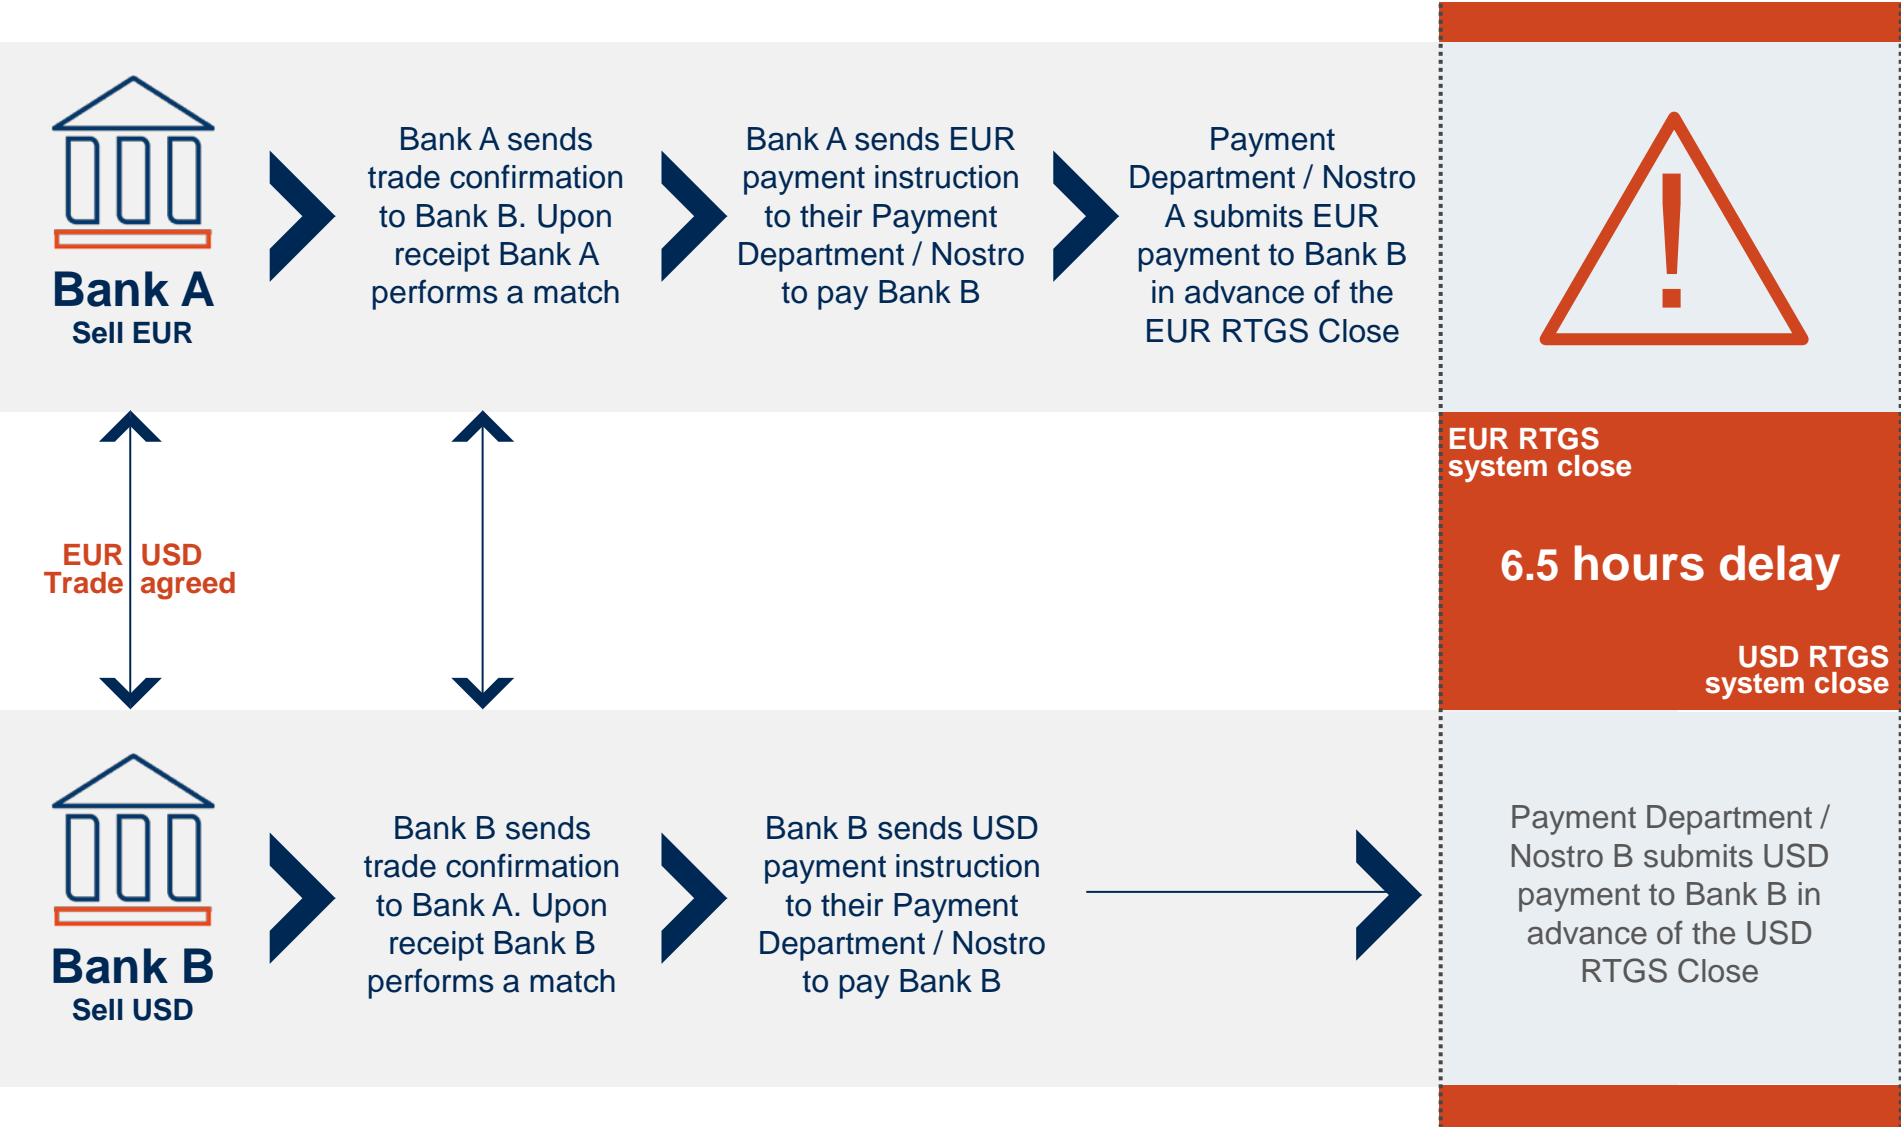 Bank A
Sell EUR
Bank A sends
trade confirmation
to Bank B. Upon
receipt Bank A
performs a match
Bank A sends EUR
payment instruction
to their Payment
Department / Nostro
to pay Bank B
Payment
Department / Nostro
A submits EUR
payment to Bank B
in advance of the
EUR RTGS Close
!
EUR USD
Trade agreed
EUR RTGS
system close
6.5 hours delay
USD RTGS
system close
Bank B
Sell USD
Bank B sends
trade confirmation
to Bank A. Upon
receipt Bank B
performs a match
Bank B sends USD
payment instruction
to their Payment
Department / Nostro
to pay Bank B
Payment Department /
Nostro B submits USD
payment to Bank B in
advance of the USD
RTGS Close